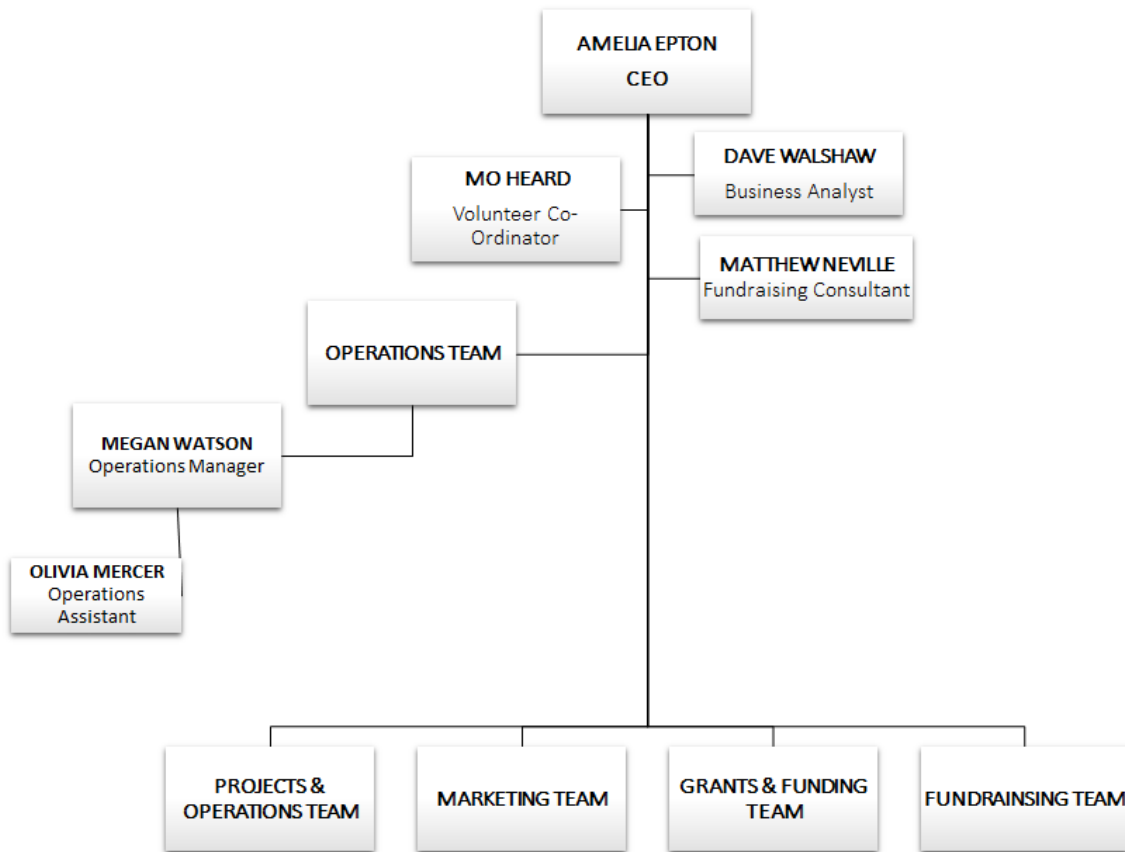 AMELIA EPTON
CEO
DAVE WALSHAW
Business Analyst
MO HEARD
Volunteer Co-
Ordinator
MATTHEW NEVILLE
Fundraising Consultant
OPERATIONS TEAM
MEGAN WATSON
Operations Manager
OLIVIA MERCER
Operations
Assistant
PROJECTS &
OPERATIONS TEAM
MARKETING TEAM
GRANTS & FUNDING
TEAM
FUNDRAINSING TEAM